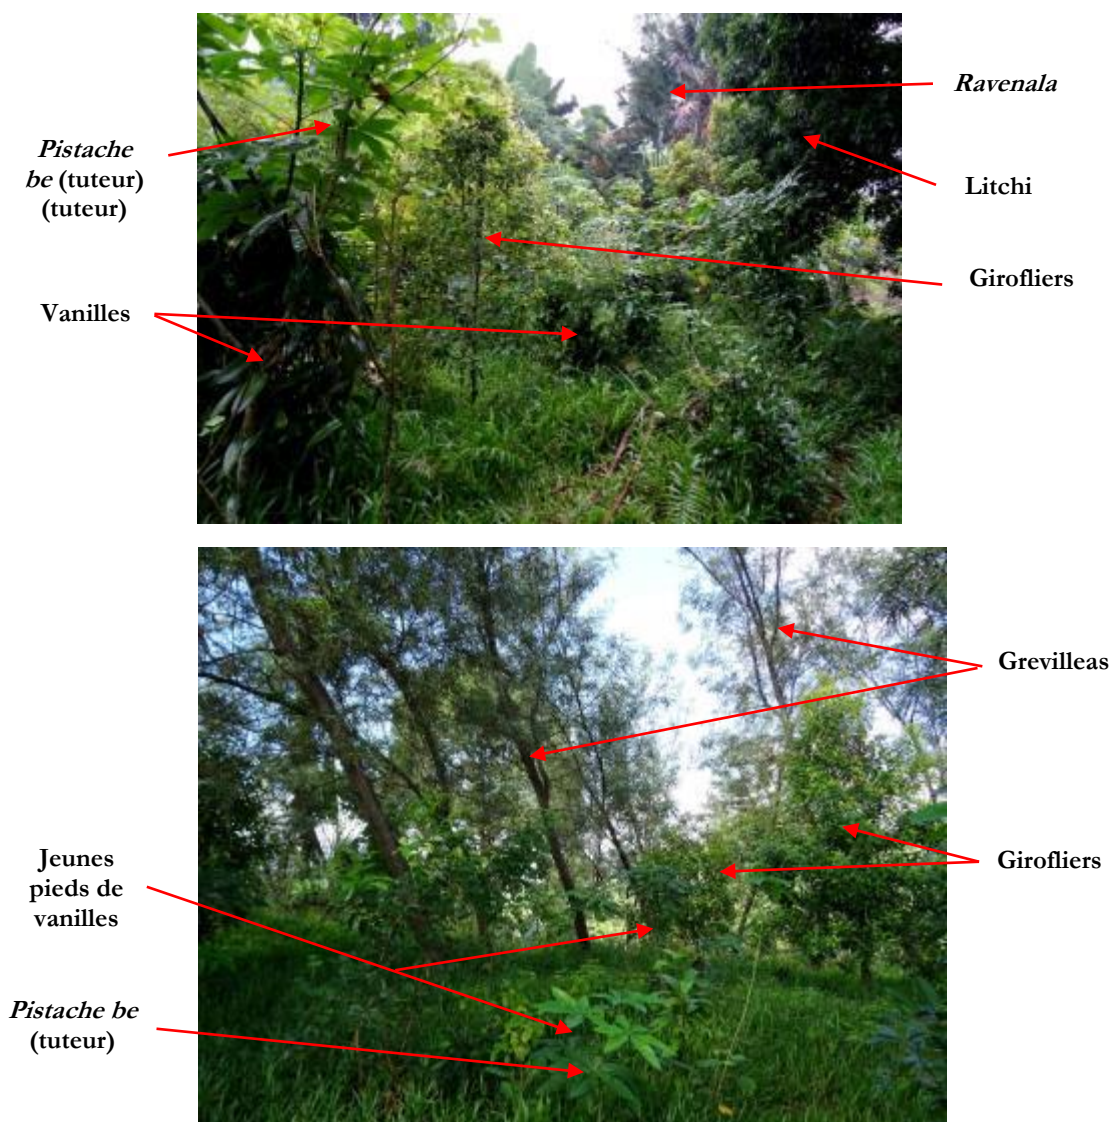 Ravenala
Pistache
be (tuteur)
(tuteur)
Litchi
Girofliers
Vanilles
Grevilleas
Jeunes
pieds de
vanilles
Girofliers
Pistache be
(tuteur)